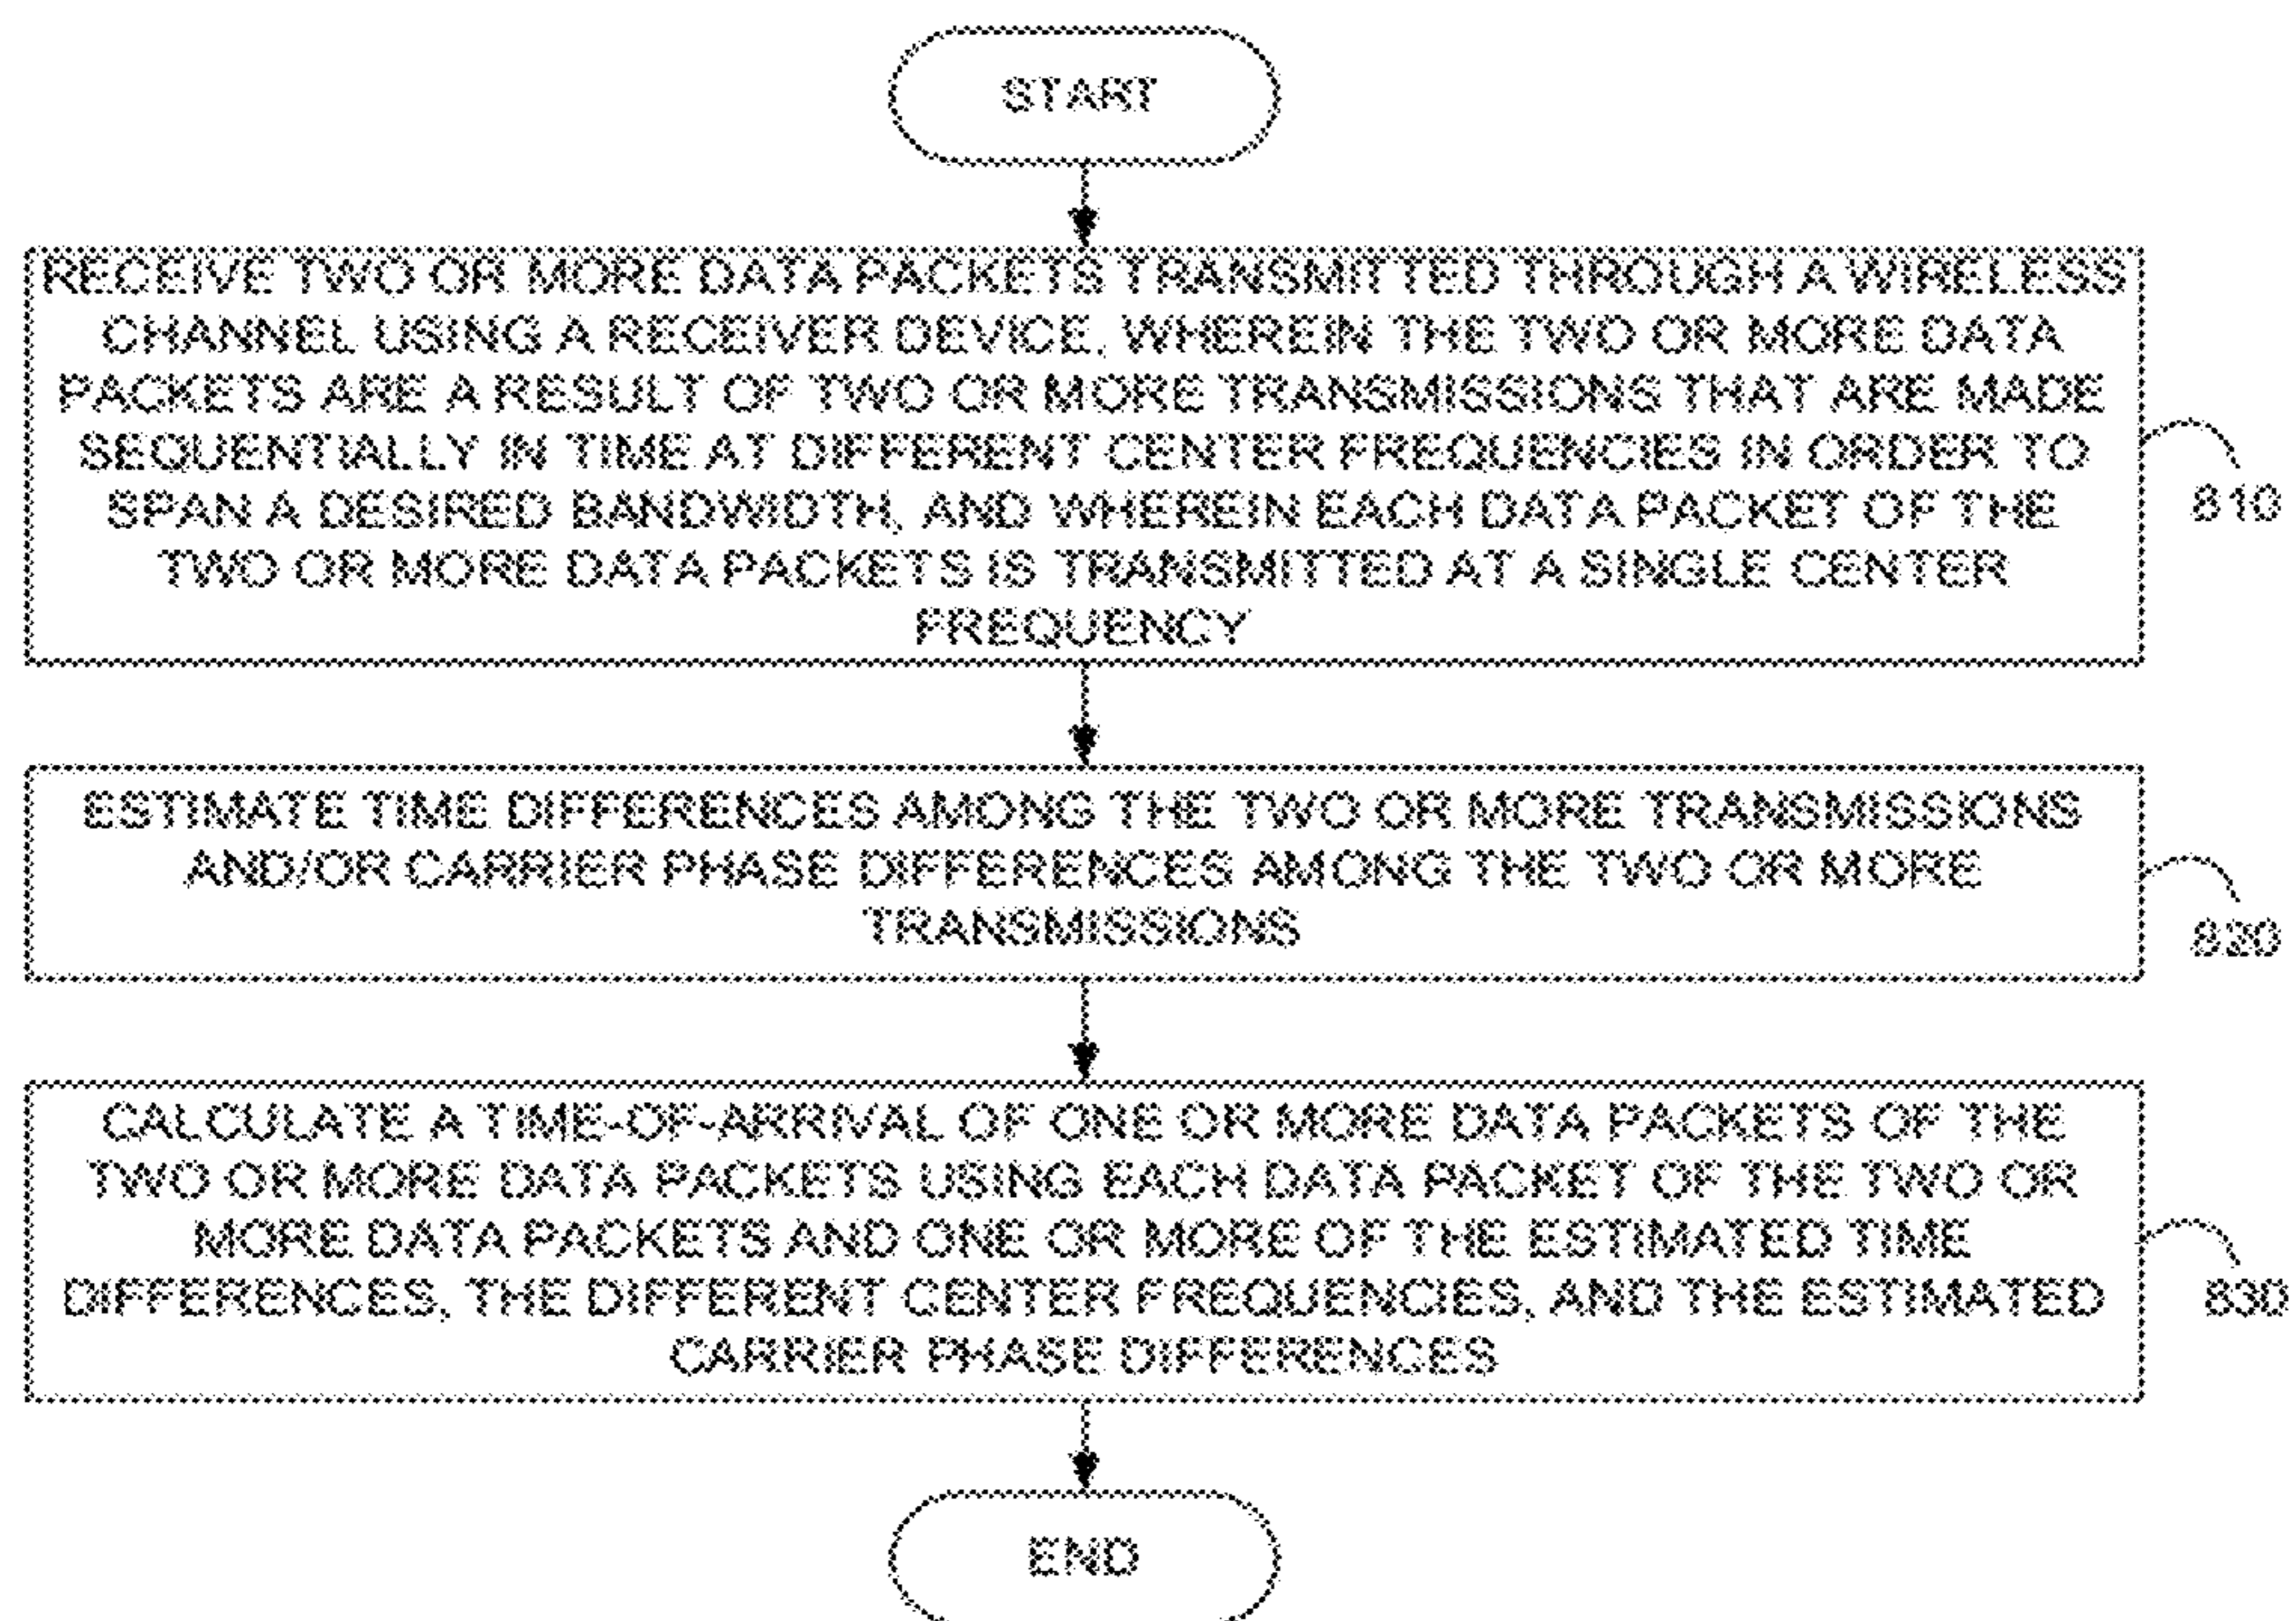 START
RECEIVE TWO OR MORE DATA PACKETS TRANSMITTED THROUGH A WIRELESS
CHANNEL USING A RECEIVER DEVICE, WHEREIN THE TWO OR MORE DATA
PACKETS ARE A RESULT OF TWO OR MORE TRANSMISSIONS THAT ARE MADE
SEQUENTIALLY IN TIME AT DIFFERENT CENTER FREQUENCIES IN ORDER TO
SPAN A DESIRED BANDWIDTH, AND WHEREIN EACH DATA PACKET OF THE
TWO OR MORE DATA PACKETS IS TRANSMITTED AT A SINGLE CENTER
FREQUENCY
810
ESTIMATE TIME DIFFERENCES AMONG THE TWO OR MORE TRANSMISSIONS
AND/OR CARRIER PHASE DIFFERENCES AMONG THE TWO OR MORE
TRANSMISSIONS
820
CALCULATE A TIME-OF-ARRIVAL OF ONE OR MORE DATA PACKETS OF THE
TWO OR MORE DATA PACKETS USING EACH DATA PACKET OF THE TWO OR
MORE DATA PACKETS AND ONE OR MORE OF THE ESTIMATED TIME
DIFFERENCES, THE DIFFERENT CENTER FREQUENCIES, AND THE ESTIMATED
CARRIER PHASE DIFFERENCES
830
END